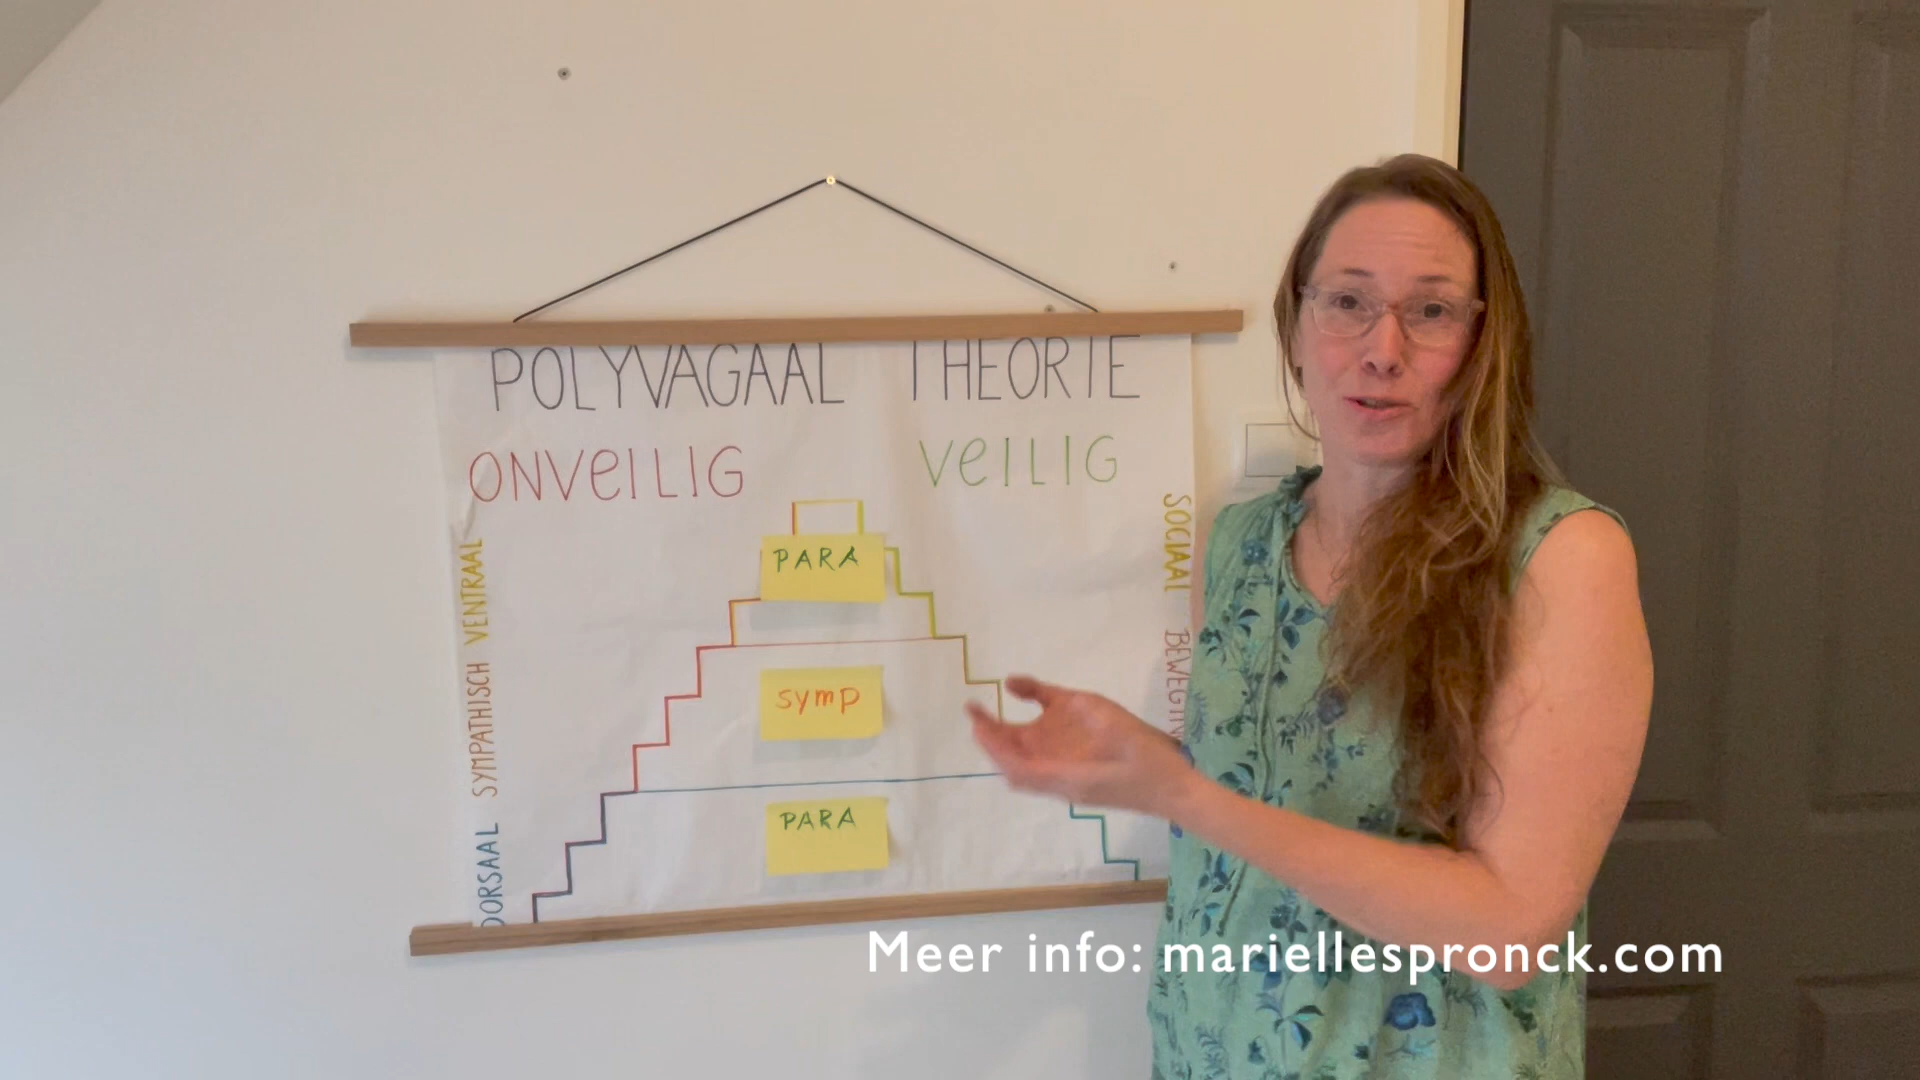 POLYVAGAAL THEORIE
ONVEILIG VEILIG
VENTRAAL
SYMPATHISCH
DORSAAL
PARA
symp
PARA
SOCIAAL
Meer info: mariellespronck.com